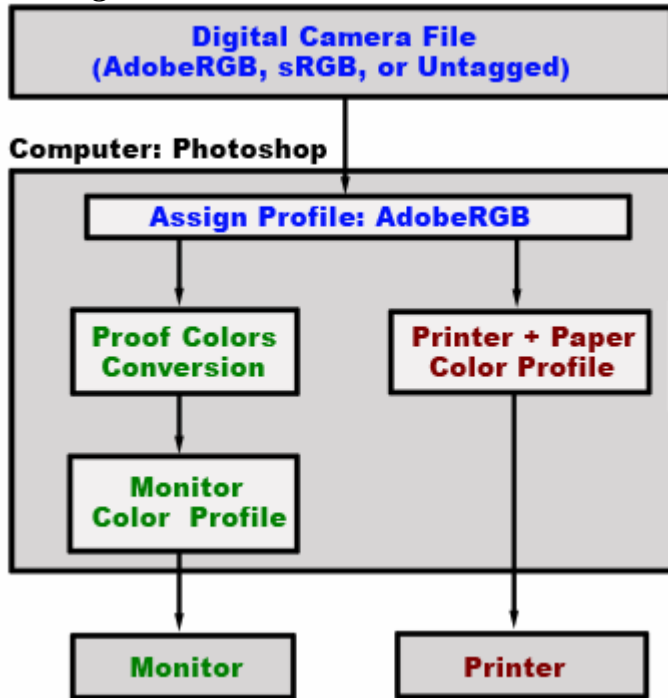 Digital Camera File
(AdobeRGB, sRGB, or Untagged)
Computer: Photoshop
Assign Profile: AdobeRGB
Proof Colors
Conversion
Printer + Paper
Color Profile
Monitor
Color Profile
Monitor
Printer